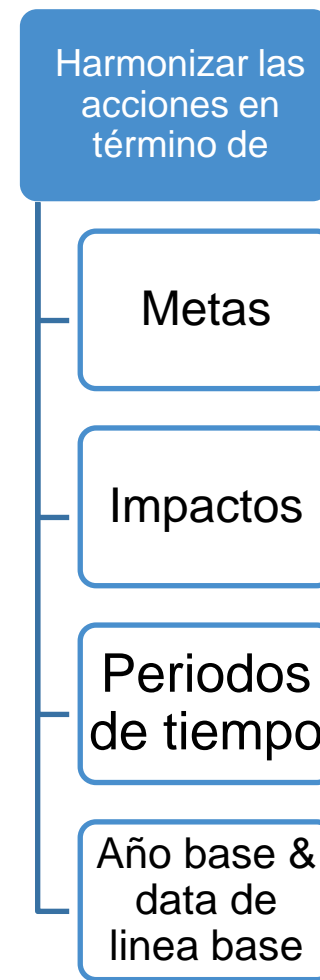 Harmonizar las
acciones en
término de
Metas
Impactos
Periodos
de tiempo
Año base &
data de
linea base